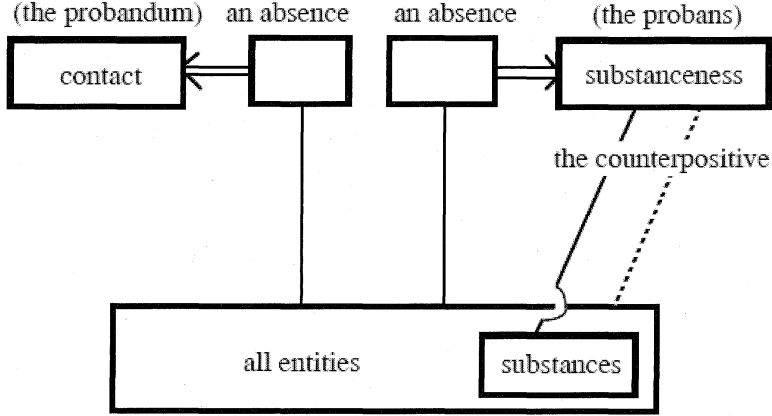 (the probandum) an absence an absence (the probans)
contact substanceness
the counterpositive
all entities substances